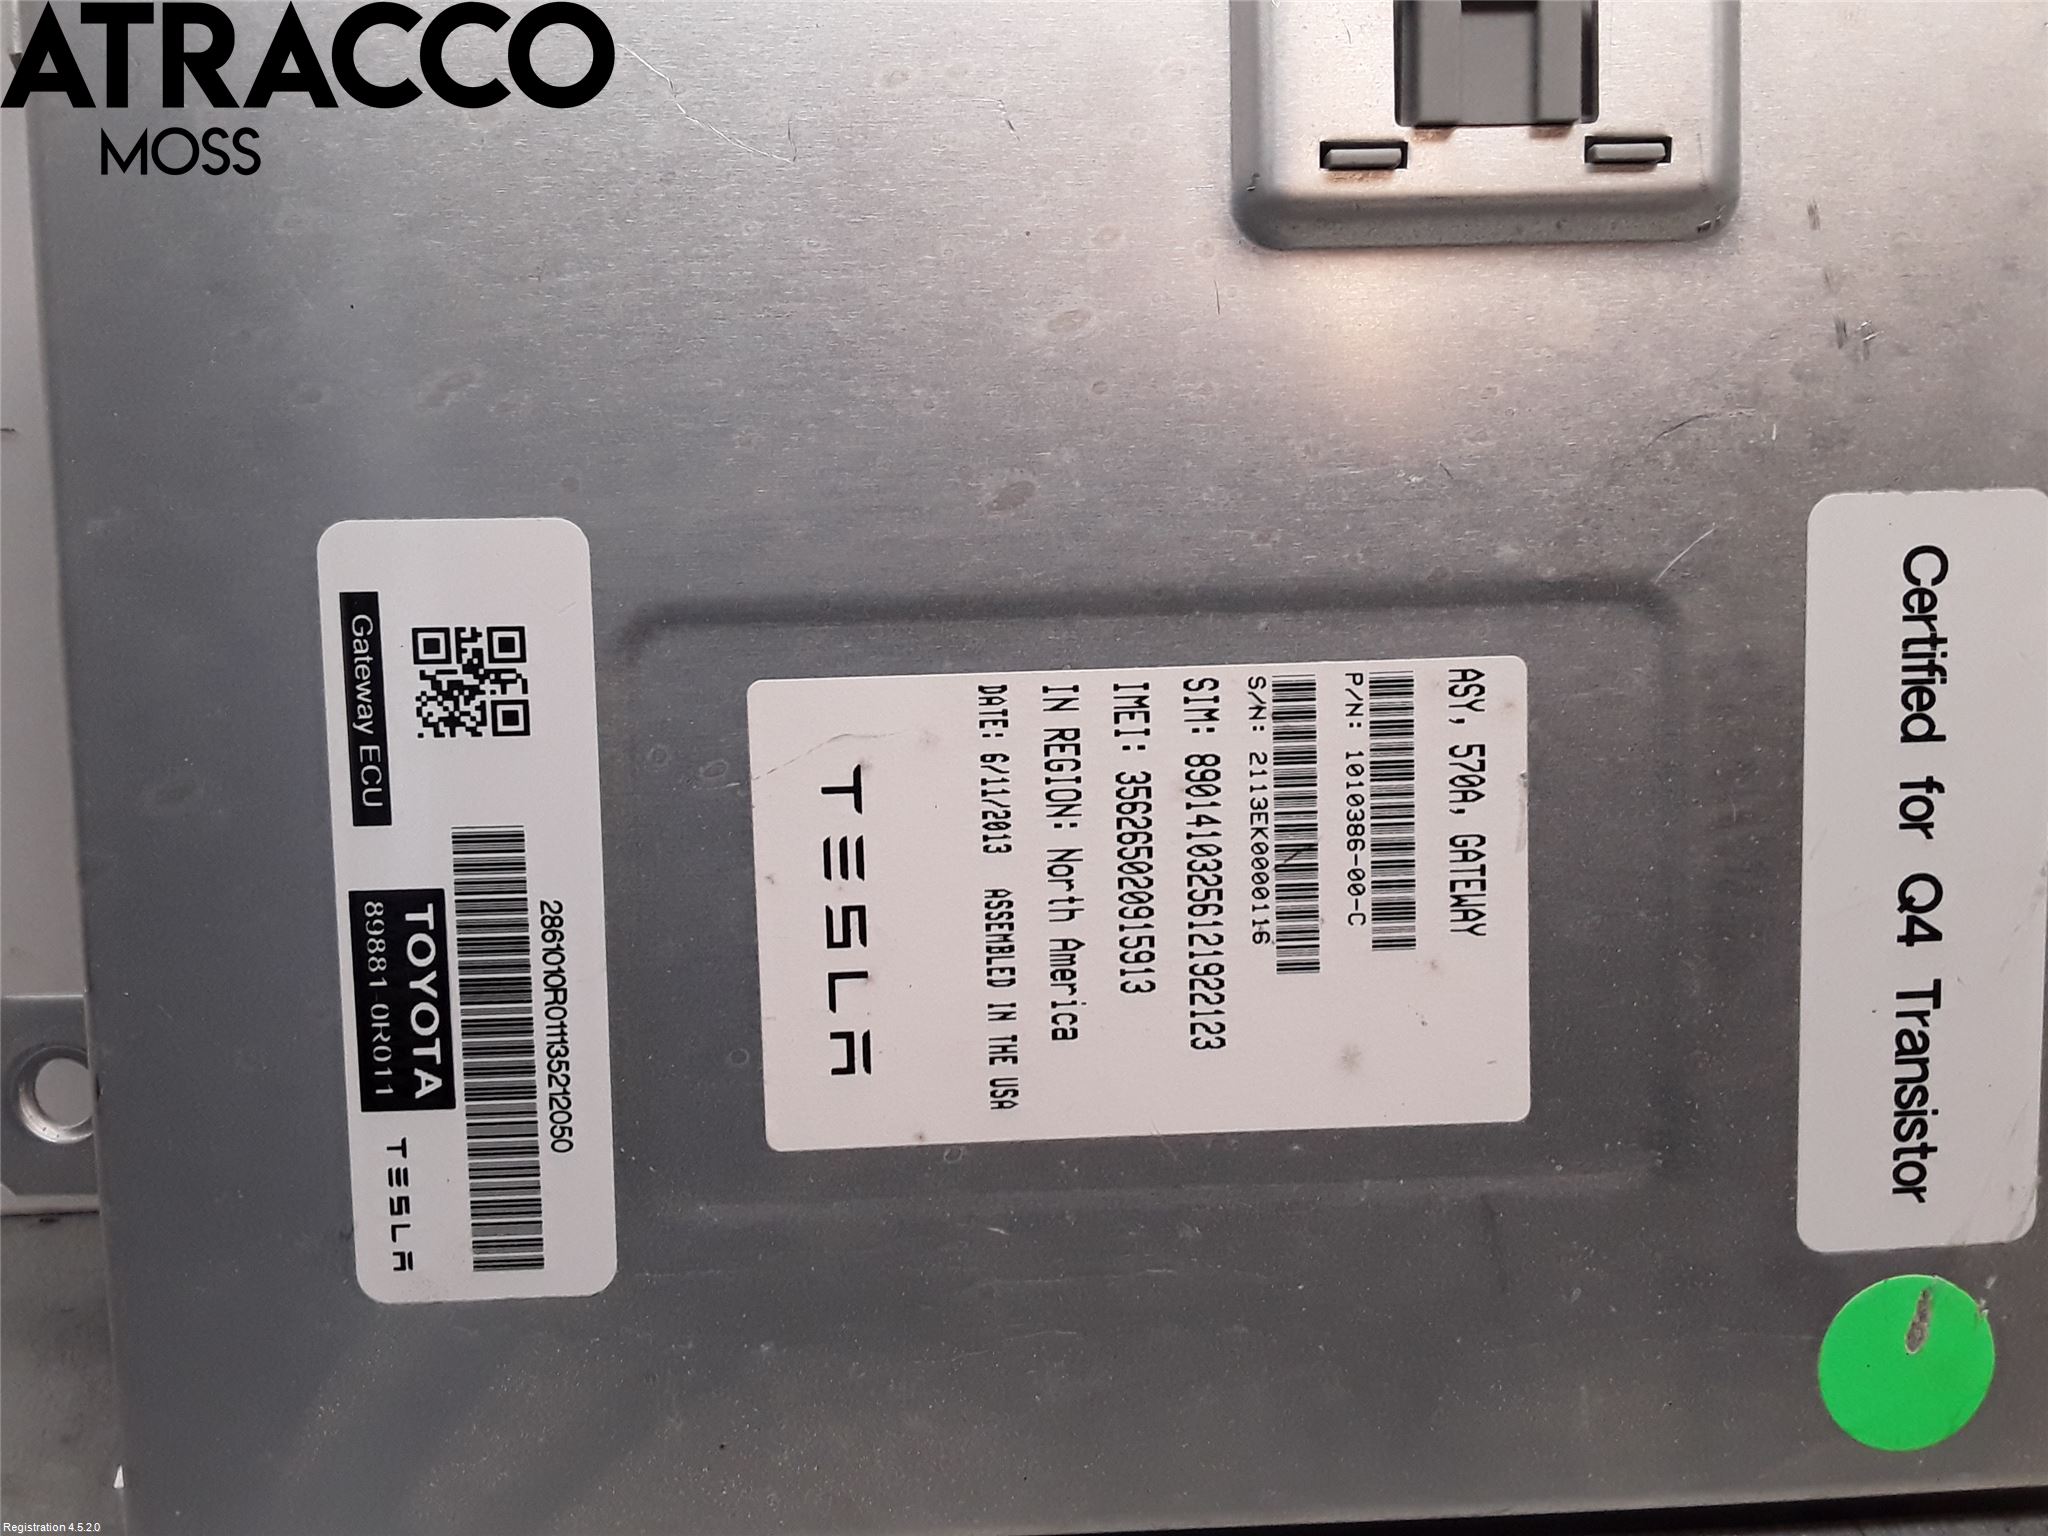 ATRACCO
MOSS
Certified for Q4 Transistor
ASY, 570A, GATEWAY
P/N: 1010386-00-C
S/N: 2113EK0000116
SIM: 89014103256121922123
IMEI: 356265020915913
IN REGION: North America
DATE: 6/11/2013 ASSEMBLED IN THE USA
TESLA
2861010R01113521​2050
Gateway ECU
TOYOTA
89881-0R011
TESLA
Registration 4.5.2.0